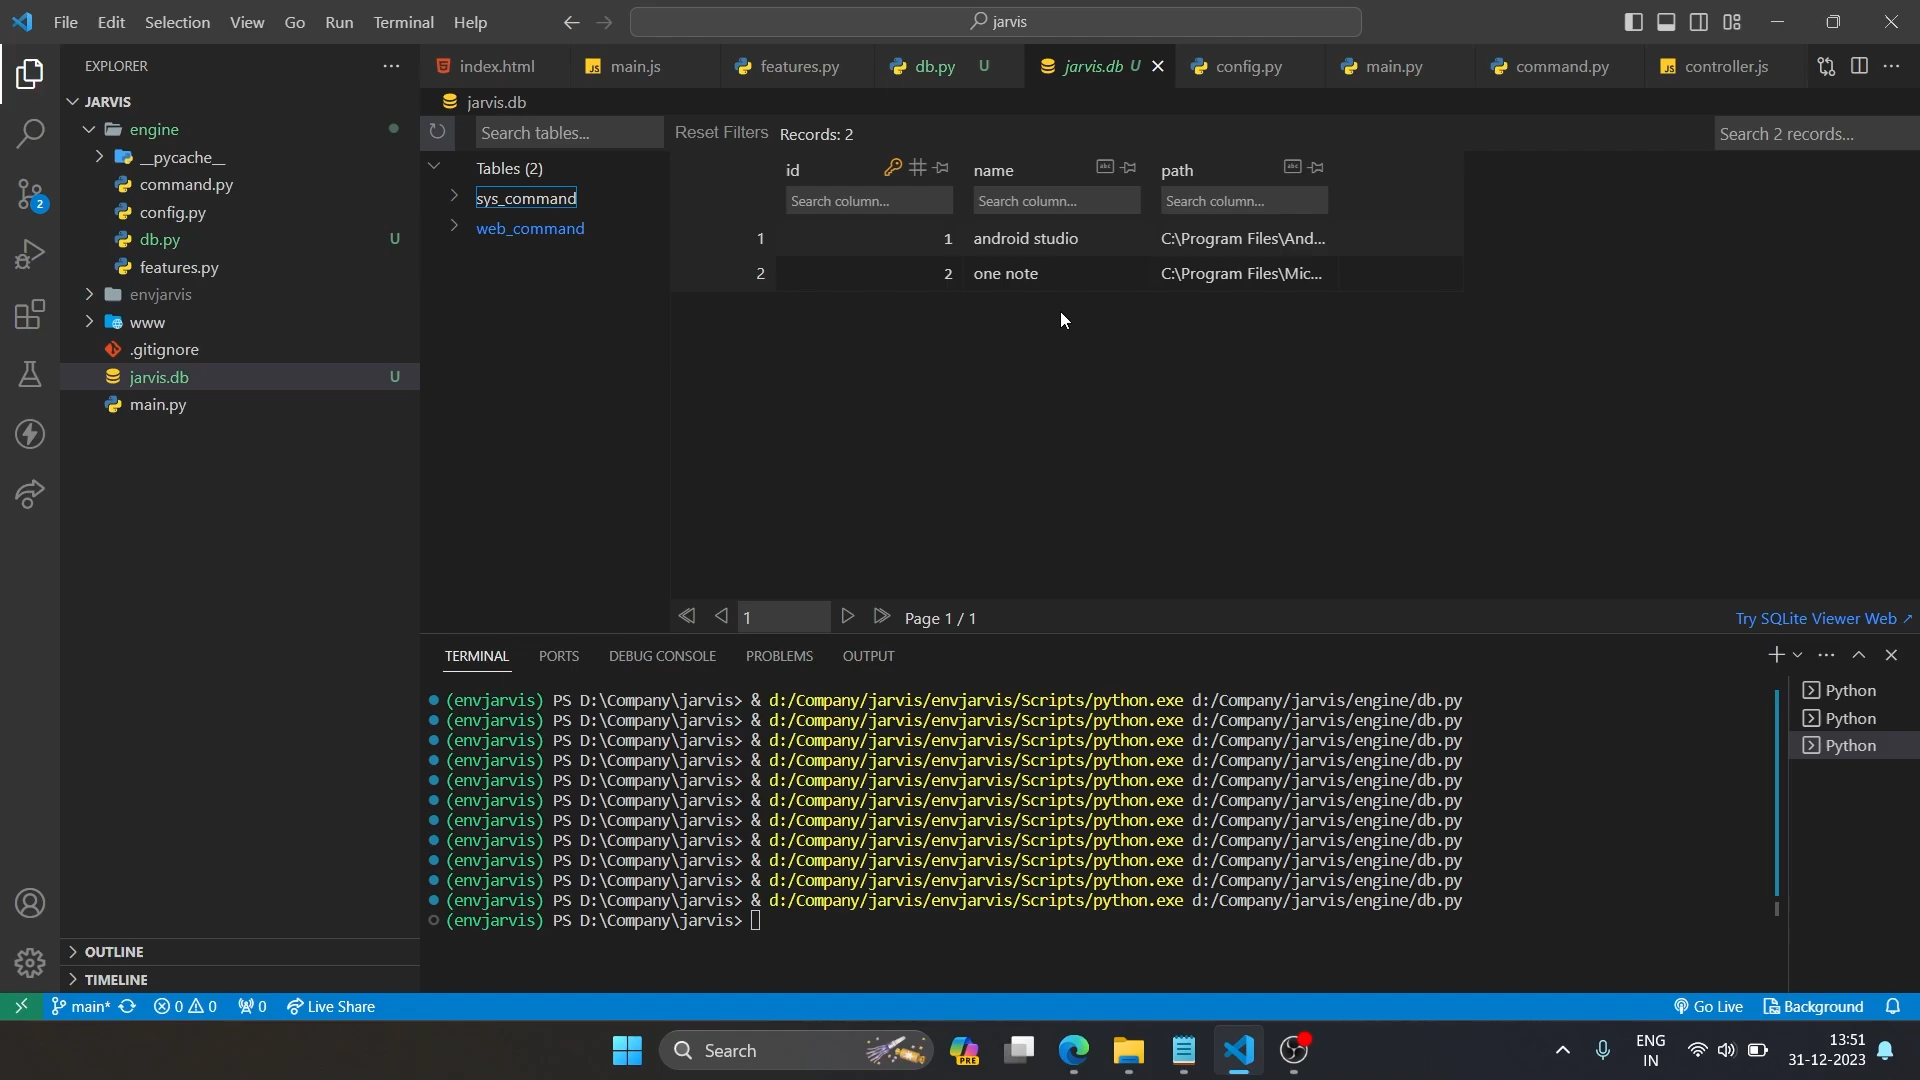 File Edit Selection View Go Run Terminal Help
jarvis
EXPLORER
JARVIS
engine
__pycache__
command.py
config.py
db.py U
features.py
envjarvis
www
.gitignore
jarvis.db U
main.py
OUTLINE
TIMELINE
2
index.html main.js features.py db.py U jarvis.db U config.py main.py command.py controller.js
jarvis.db
Search tables... Reset Filters Records: 2 Search 2 records...
Tables (2)
sys_command
web_command
id name path
Search column... Search column... Search column...
1 1 android studio C:\Program Files\And...
2 2 one note C:\Program Files\Mic...
1 Page 1 / 1 Try SQLite Viewer Web ↗
TERMINAL PORTS DEBUG CONSOLE PROBLEMS OUTPUT
(envjarvis) PS D:\Company\jarvis> & d:/Company/jarvis/envjarvis/Scripts/python.exe d:/Company/jarvis/engine/db.py
(envjarvis) PS D:\Company\jarvis> & d:/Company/jarvis/envjarvis/Scripts/python.exe d:/Company/jarvis/engine/db.py
(envjarvis) PS D:\Company\jarvis> & d:/Company/jarvis/envjarvis/Scripts/python.exe d:/Company/jarvis/engine/db.py
(envjarvis) PS D:\Company\jarvis> & d:/Company/jarvis/envjarvis/Scripts/python.exe d:/Company/jarvis/engine/db.py
(envjarvis) PS D:\Company\jarvis> & d:/Company/jarvis/envjarvis/Scripts/python.exe d:/Company/jarvis/engine/db.py
(envjarvis) PS D:\Company\jarvis> & d:/Company/jarvis/envjarvis/Scripts/python.exe d:/Company/jarvis/engine/db.py
(envjarvis) PS D:\Company\jarvis> & d:/Company/jarvis/envjarvis/Scripts/python.exe d:/Company/jarvis/engine/db.py
(envjarvis) PS D:\Company\jarvis> & d:/Company/jarvis/envjarvis/Scripts/python.exe d:/Company/jarvis/engine/db.py
(envjarvis) PS D:\Company\jarvis> & d:/Company/jarvis/envjarvis/Scripts/python.exe d:/Company/jarvis/engine/db.py
(envjarvis) PS D:\Company\jarvis> & d:/Company/jarvis/envjarvis/Scripts/python.exe d:/Company/jarvis/engine/db.py
(envjarvis) PS D:\Company\jarvis> & d:/Company/jarvis/envjarvis/Scripts/python.exe d:/Company/jarvis/engine/db.py
(envjarvis) PS D:\Company\jarvis>
Python
Python
Python
main* 0 0 0 Live Share Go Live Background
Search PRE
ENG
IN
13:51
31-12-2023